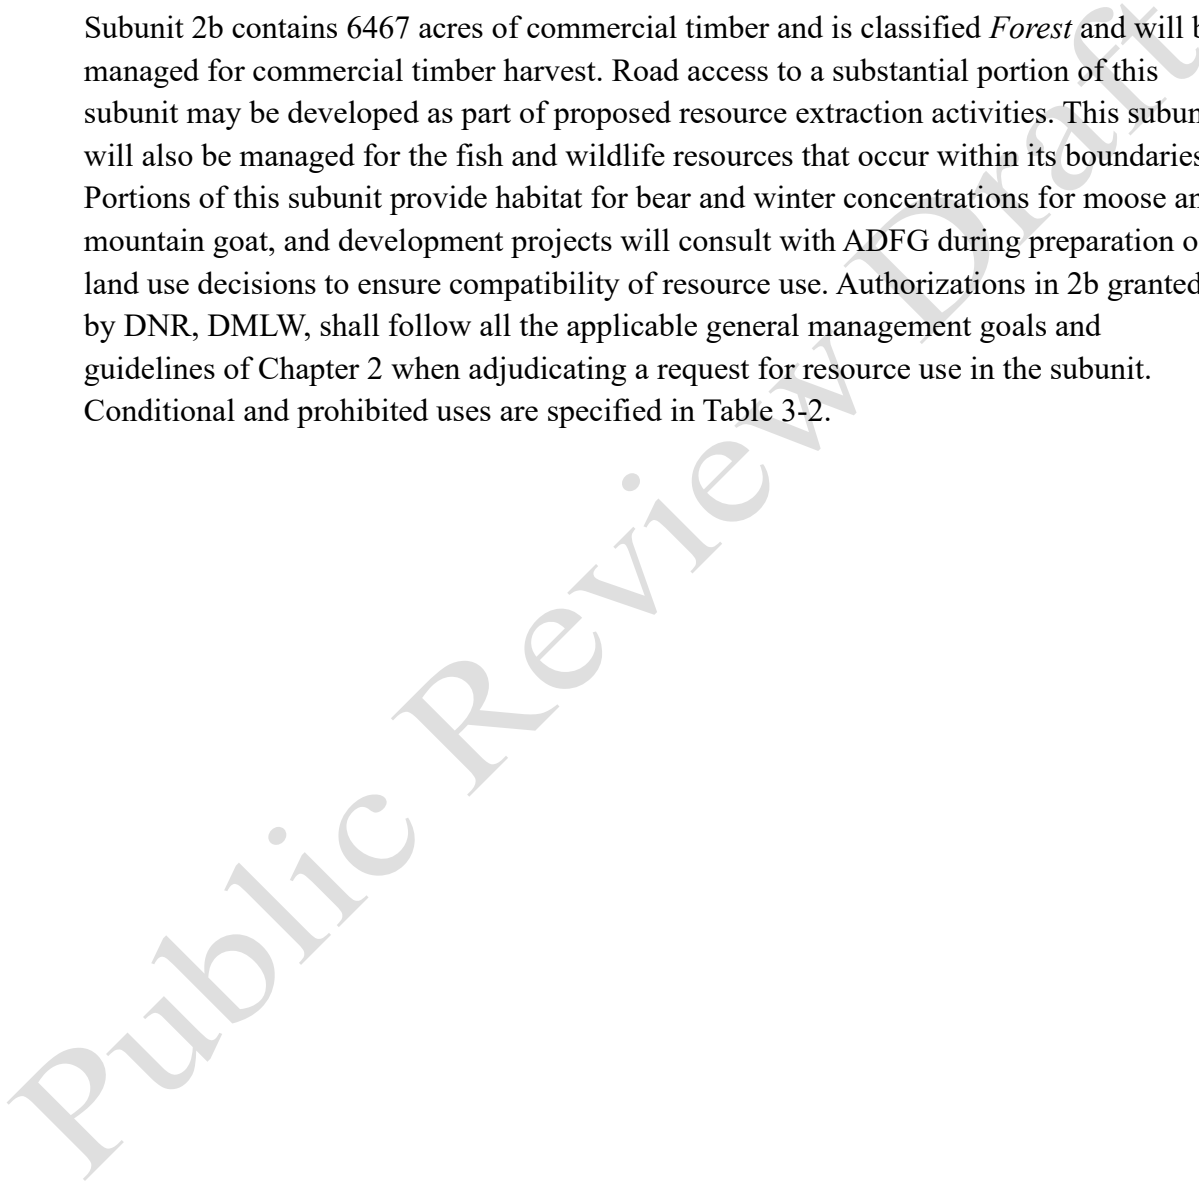 Subunit 2b contains 6467 acres of commercial timber and is classified Forest and will b
managed for commercial timber harvest. Road access to a substantial portion of this
subunit may be developed as part of proposed resource extraction activities. This subun
will also be managed for the fish and wildlife resources that occur within its boundaries
Portions of this subunit provide habitat for bear and winter concentrations for moose an
mountain goat, and development projects will consult with ADFG during preparation o
land use decisions to ensure compatibility of resource use. Authorizations in 2b granted
by DNR, DMLW, shall follow all the applicable general management goals and
guidelines of Chapter 2 when adjudicating a request for resource use in the subunit.
Conditional and prohibited uses are specified in Table 3-2.
Public Review Draft